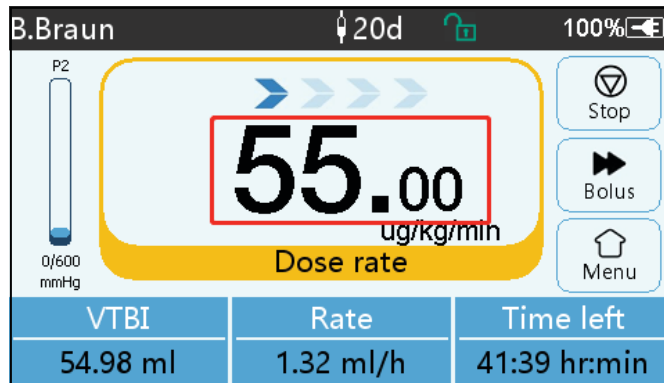 B.Braun 20d 100%
P2
Stop
55.00
ug/kg/min
Bolus
0/600
mmHg
Dose rate
Menu
VTBI Rate Time left
54.98 ml 1.32 ml/h 41:39 hr:min